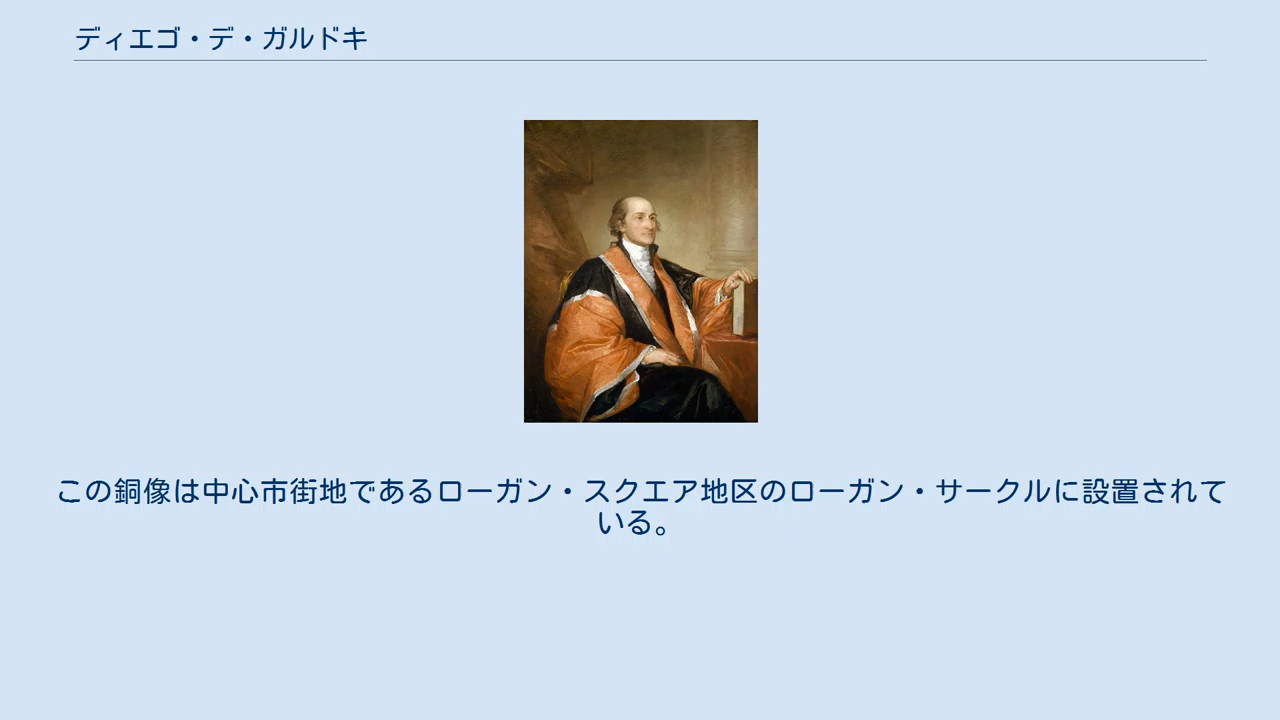 ディエゴ・デ・ガルドキ
この銅像は中心市街地であるローガン・スクエア地区のローガン・サークルに設置されて
いる。